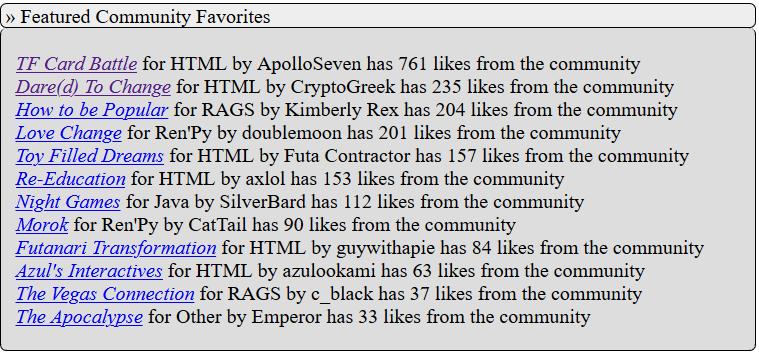 » Featured Community Favorites
TF Card Battle for HTML by ApolloSeven has 761 likes from the community
Dare(d) To Change for HTML by CryptoGreek has 235 likes from the community
How to be Popular for RAGS by Kimberly Rex has 204 likes from the community
Love Change for Ren'Py by doublemoon has 201 likes from the community
Toy Filled Dreams for HTML by Futa Contractor has 157 likes from the community
Re-Education for HTML by axlol has 153 likes from the community
Night Games for Java by SilverBard has 112 likes from the community
Morok for Ren'Py by CatTail has 90 likes from the community
Futanari Transformation for HTML by guywithapie has 84 likes from the community
Azul's Interactives for HTML by azulookami has 63 likes from the community
The Vegas Connection for RAGS by c_black has 37 likes from the community
The Apocalypse for Other by Emperor has 33 likes from the community